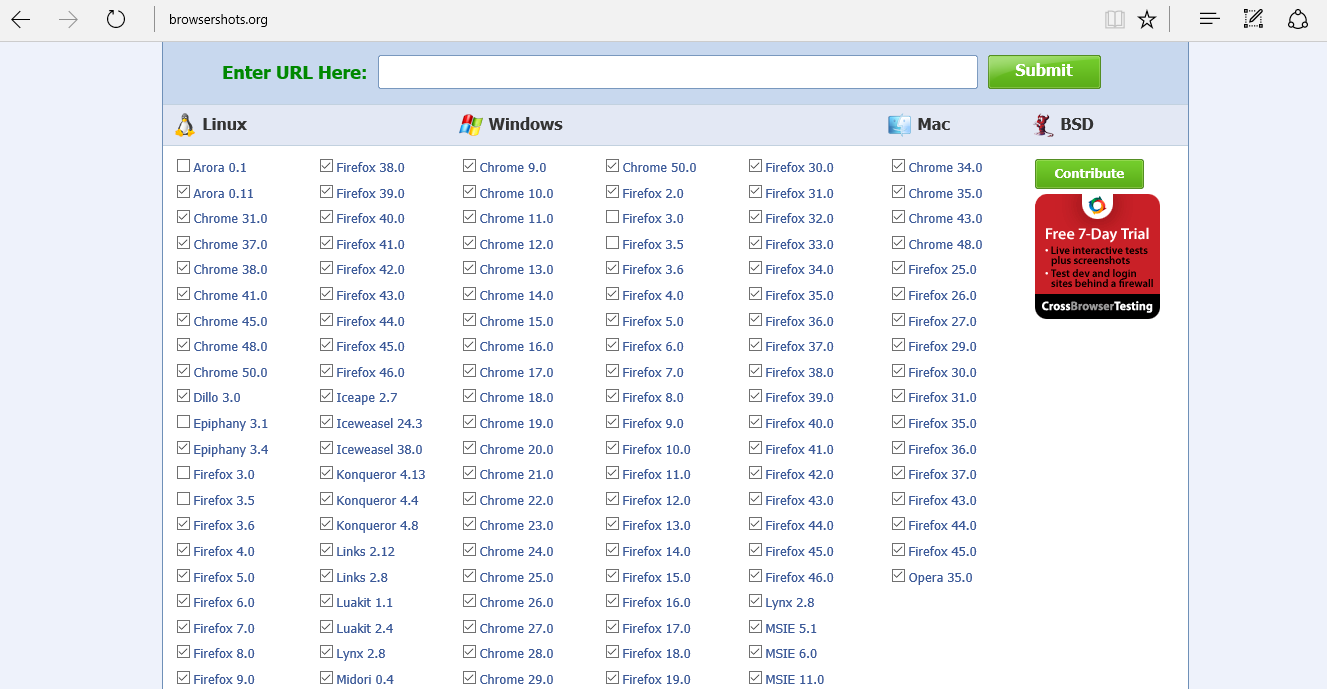 browsershots.org
Enter URL Here:
Submit
Linux
Windows
Mac
BSD
Arora 0.1
Arora 0.11
Chrome 31.0
Chrome 37.0
Chrome 38.0
Chrome 41.0
Chrome 45.0
Chrome 48.0
Chrome 50.0
Dillo 3.0
Epiphany 3.1
Epiphany 3.4
Firefox 3.0
Firefox 3.5
Firefox 3.6
Firefox 4.0
Firefox 5.0
Firefox 6.0
Firefox 7.0
Firefox 8.0
Firefox 9.0
Firefox 38.0
Firefox 39.0
Firefox 40.0
Firefox 41.0
Firefox 42.0
Firefox 43.0
Firefox 44.0
Firefox 45.0
Firefox 46.0
Iceape 2.7
Iceweasel 24.3
Iceweasel 38.0
Konqueror 4.13
Konqueror 4.4
Konqueror 4.8
Links 2.12
Links 2.8
Luakit 1.1
Luakit 2.4
Lynx 2.8
Midori 0.4
Chrome 9.0
Chrome 10.0
Chrome 11.0
Chrome 12.0
Chrome 13.0
Chrome 14.0
Chrome 15.0
Chrome 16.0
Chrome 17.0
Chrome 18.0
Chrome 19.0
Chrome 20.0
Chrome 21.0
Chrome 22.0
Chrome 23.0
Chrome 24.0
Chrome 25.0
Chrome 26.0
Chrome 27.0
Chrome 28.0
Chrome 29.0
Chrome 50.0
Firefox 2.0
Firefox 3.0
Firefox 3.5
Firefox 3.6
Firefox 4.0
Firefox 5.0
Firefox 6.0
Firefox 7.0
Firefox 8.0
Firefox 9.0
Firefox 10.0
Firefox 11.0
Firefox 12.0
Firefox 13.0
Firefox 14.0
Firefox 15.0
Firefox 16.0
Firefox 17.0
Firefox 18.0
Firefox 19.0
Firefox 30.0
Firefox 31.0
Firefox 32.0
Firefox 33.0
Firefox 34.0
Firefox 35.0
Firefox 36.0
Firefox 37.0
Firefox 38.0
Firefox 39.0
Firefox 40.0
Firefox 41.0
Firefox 42.0
Firefox 43.0
Firefox 44.0
Firefox 45.0
Firefox 46.0
Lynx 2.8
MSIE 5.1
MSIE 6.0
MSIE 11.0
Chrome 34.0
Chrome 35.0
Chrome 43.0
Chrome 48.0
Firefox 25.0
Firefox 26.0
Firefox 27.0
Firefox 29.0
Firefox 30.0
Firefox 31.0
Firefox 35.0
Firefox 36.0
Firefox 37.0
Firefox 43.0
Firefox 44.0
Firefox 45.0
Opera 35.0
Contribute
Free 7-Day Trial
• Live interactive tests
plus screenshots
• Test dev and login
sites behind a firewall
CrossBrowserTesting